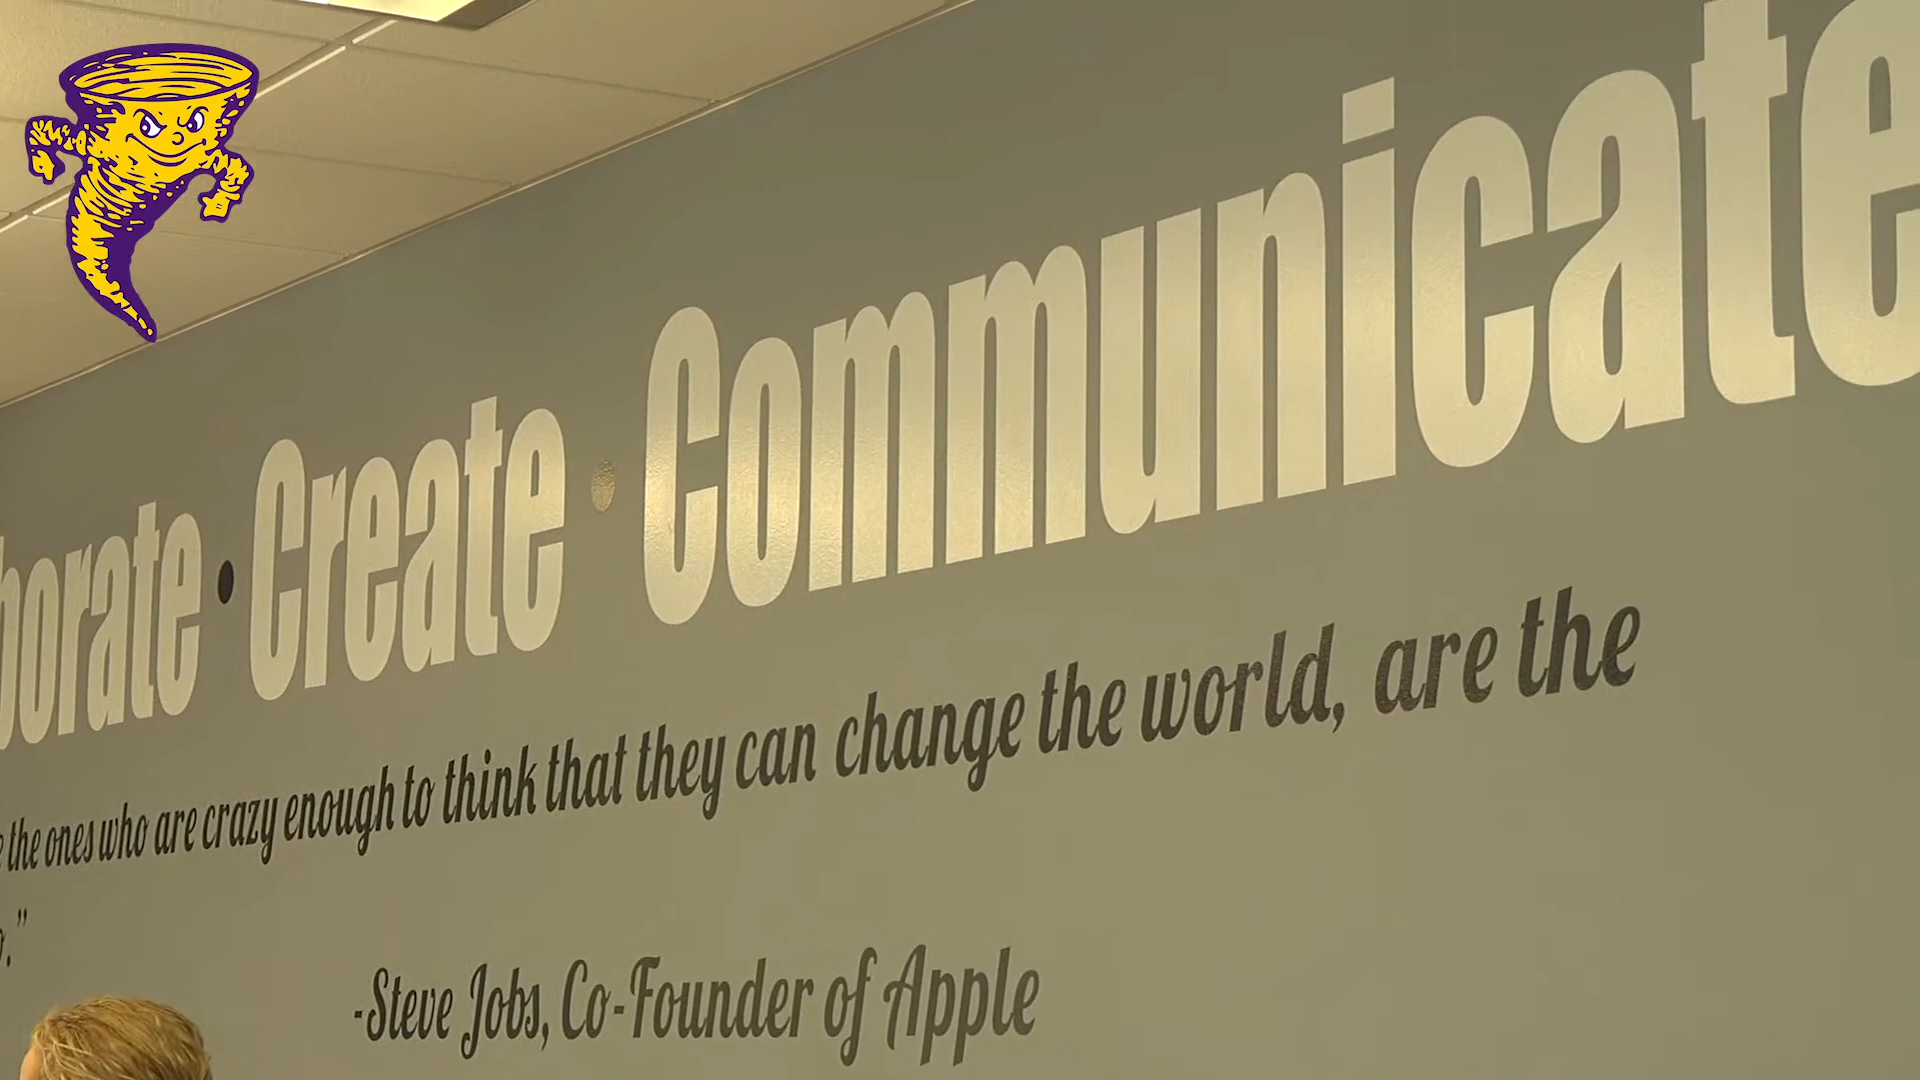 borate • Create • Communicate
the ones who are crazy enough to think that they can change the world, are the
.”
-Steve Jobs, Co-Founder of Apple